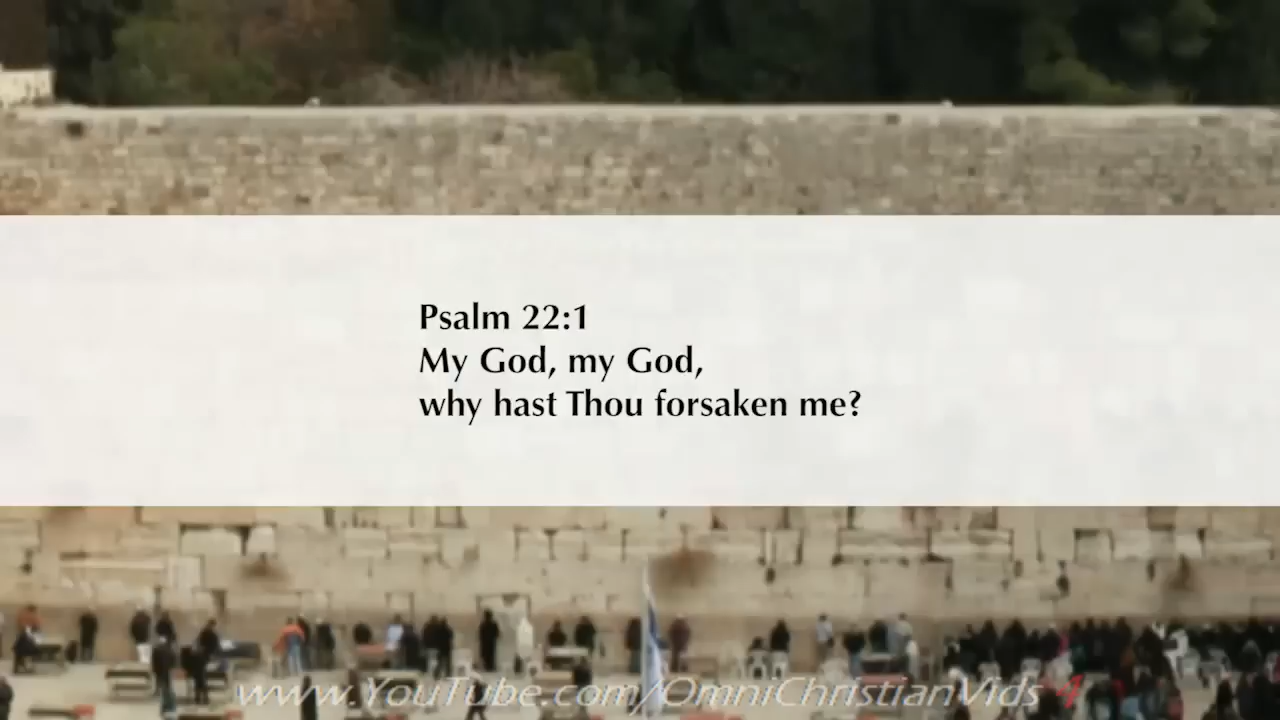 Psalm 22:1
My God, my God,
why hast Thou forsaken me?
www.YouTube.com/OmniChristianVids